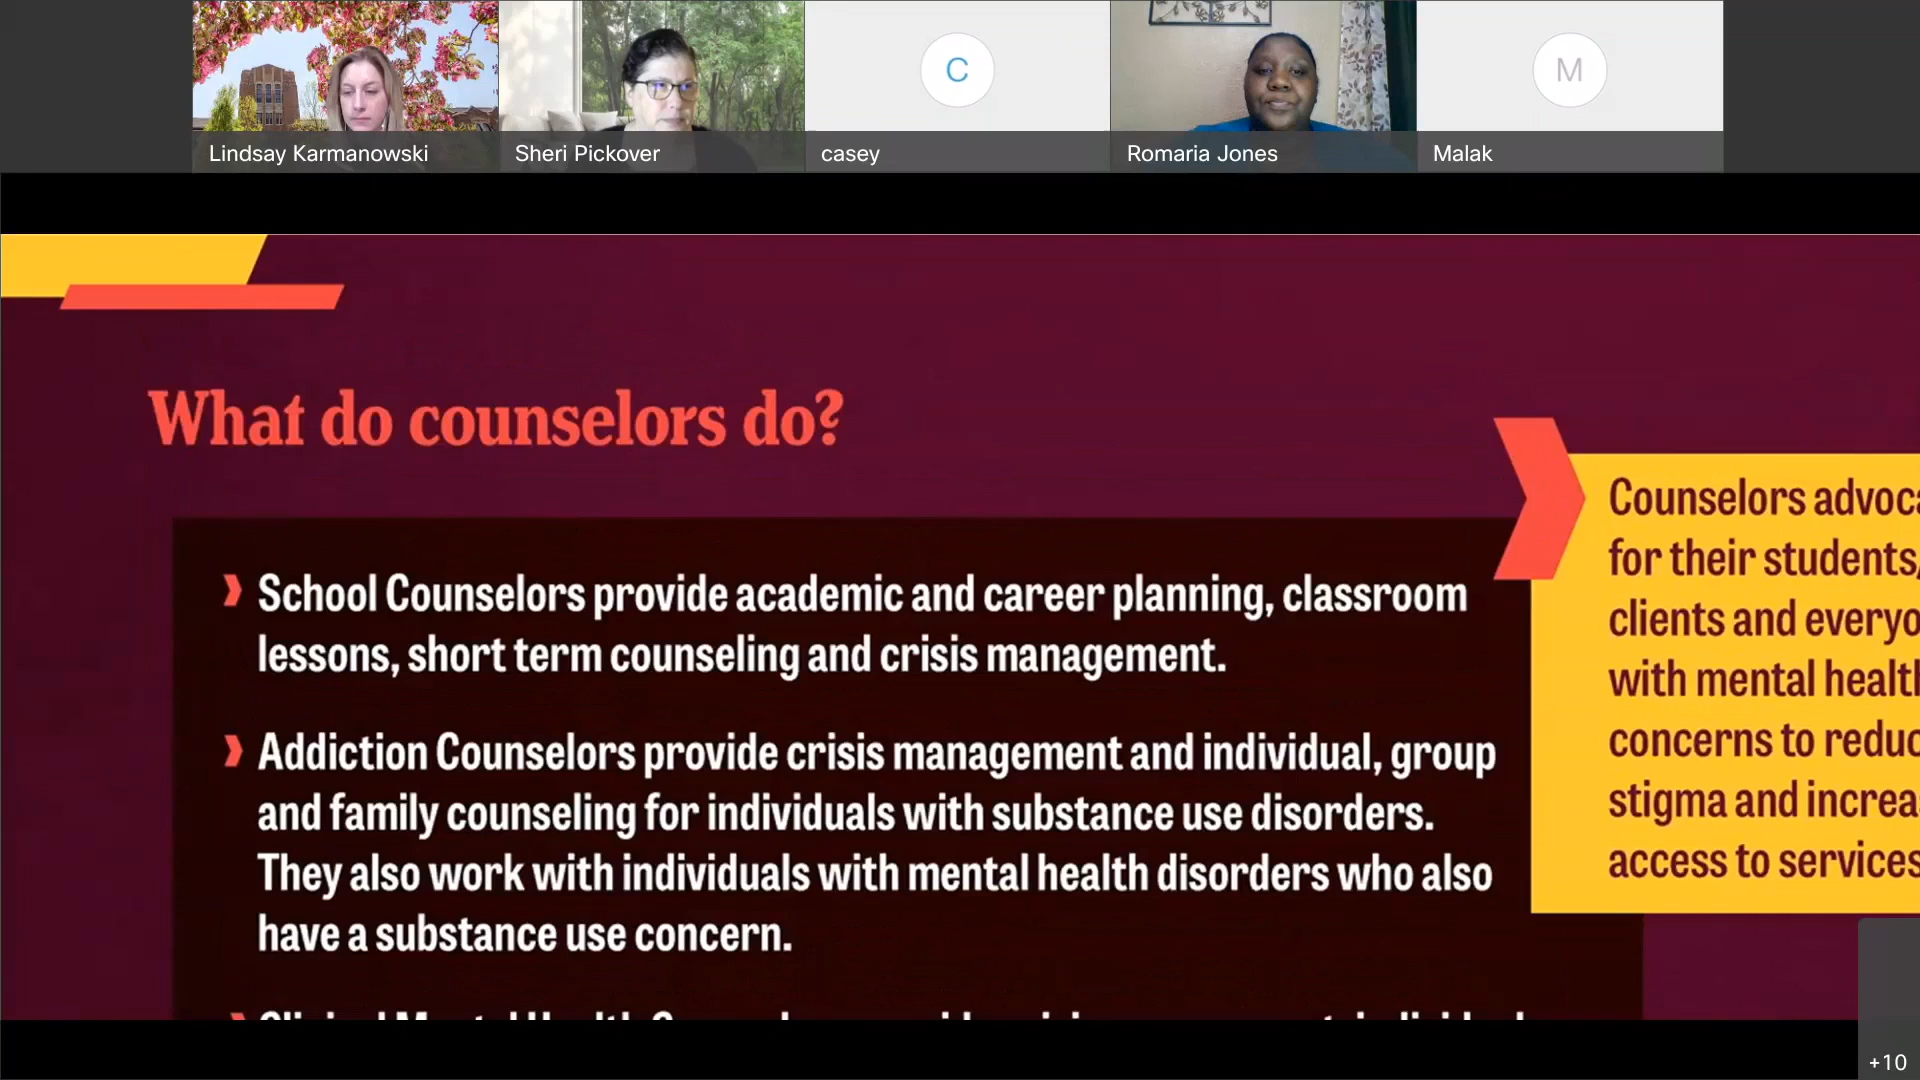 Lindsay Karmanowski
Sheri Pickover
C
casey
Romaria Jones
M
Malak
What do counselors do?
School Counselors provide academic and career planning, classroom
lessons, short term counseling and crisis management.
Addiction Counselors provide crisis management and individual, group
and family counseling for individuals with substance use disorders.
They also work with individuals with mental health disorders who also
have a substance use concern.
Clinical Mental Health Counselors
Counselors advoca
for their students/
clients and everyo
with mental health
concerns to reduc
stigma and increa
access to services
+10